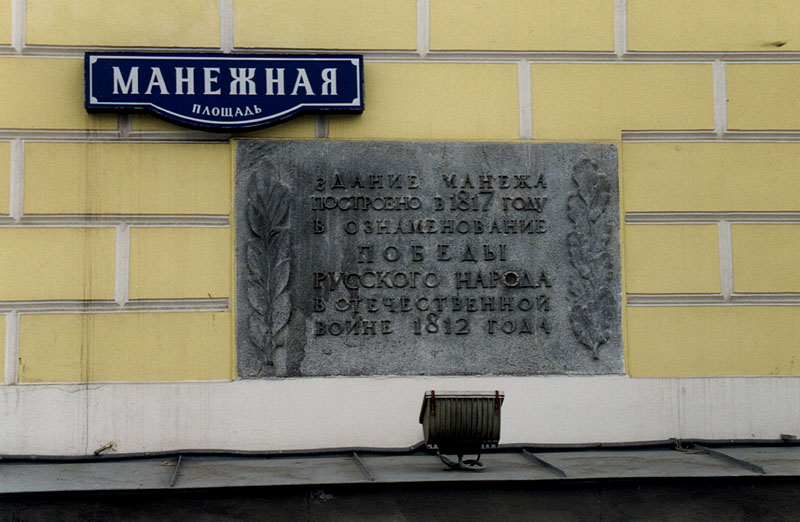 МАНЕЖНАЯ
ПЛОЩАДЬ
ЗДАНИЕ МАНЕЖА
ПОСТРОЕНО В 1817 ГОДУ
В ОЗНАМЕНОВАНИЕ
ПОБЕДЫ
РУССКОГО НАРОДА
В ОТЕЧЕСТВЕННОЙ
ВОЙНЕ 1812 ГОДА